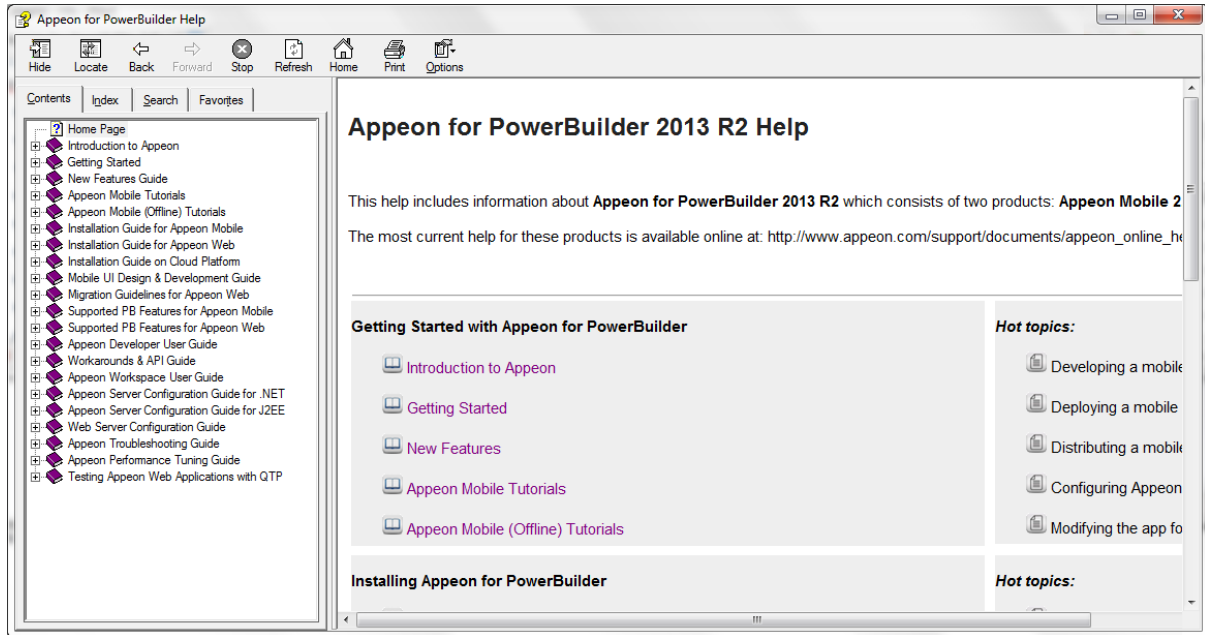 Appeon for PowerBuilder Help
Hide Locate Back Forward Stop Refresh Home Print Options
Contents Index Search Favorites
Home Page
Introduction to Appeon
Getting Started
New Features Guide
Appeon Mobile Tutorials
Appeon Mobile (Offline) Tutorials
Installation Guide for Appeon Mobile
Installation Guide for Appeon Web
Installation Guide on Cloud Platform
Mobile UI Design & Development Guide
Migration Guidelines for Appeon Web
Supported PB Features for Appeon Mobile
Supported PB Features for Appeon Web
Appeon Developer User Guide
Workarounds & API Guide
Appeon Workspace User Guide
Appeon Server Configuration Guide for .NET
Appeon Server Configuration Guide for J2EE
Web Server Configuration Guide
Appeon Troubleshooting Guide
Appeon Performance Tuning Guide
Testing Appeon Web Applications with QTP
Appeon for PowerBuilder 2013 R2 Help
This help includes information about Appeon for PowerBuilder 2013 R2 which consists of two products: Appeon Mobile 2
The most current help for these products is available online at: http://www.appeon.com/support/documents/appeon_online_he
Getting Started with Appeon for PowerBuilder
Introduction to Appeon
Getting Started
New Features
Appeon Mobile Tutorials
Appeon Mobile (Offline) Tutorials
Hot topics:
Developing a mobile
Deploying a mobile
Distributing a mobile
Configuring Appeon
Modifying the app fo
Installing Appeon for PowerBuilder
Hot topics: